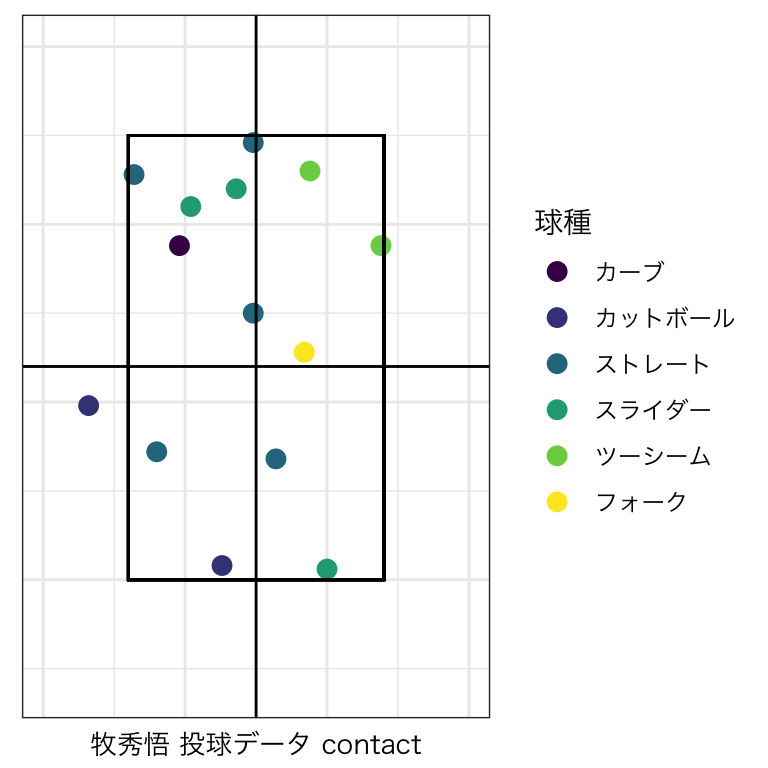 球種
カーブ
カットボール
ストレート
スライダー
ツーシーム
フォーク
牧秀悟 投球データ contact